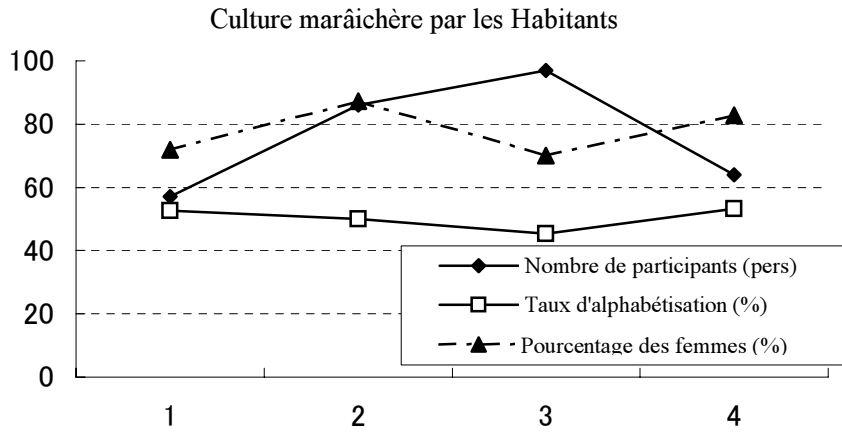 Culture marâichère par les Habitants
100
80
60
40
20
0
Nombre de participants (pers)
Taux d'alphabétisation (%)
Pourcentage des femmes (%)
1 2 3 4